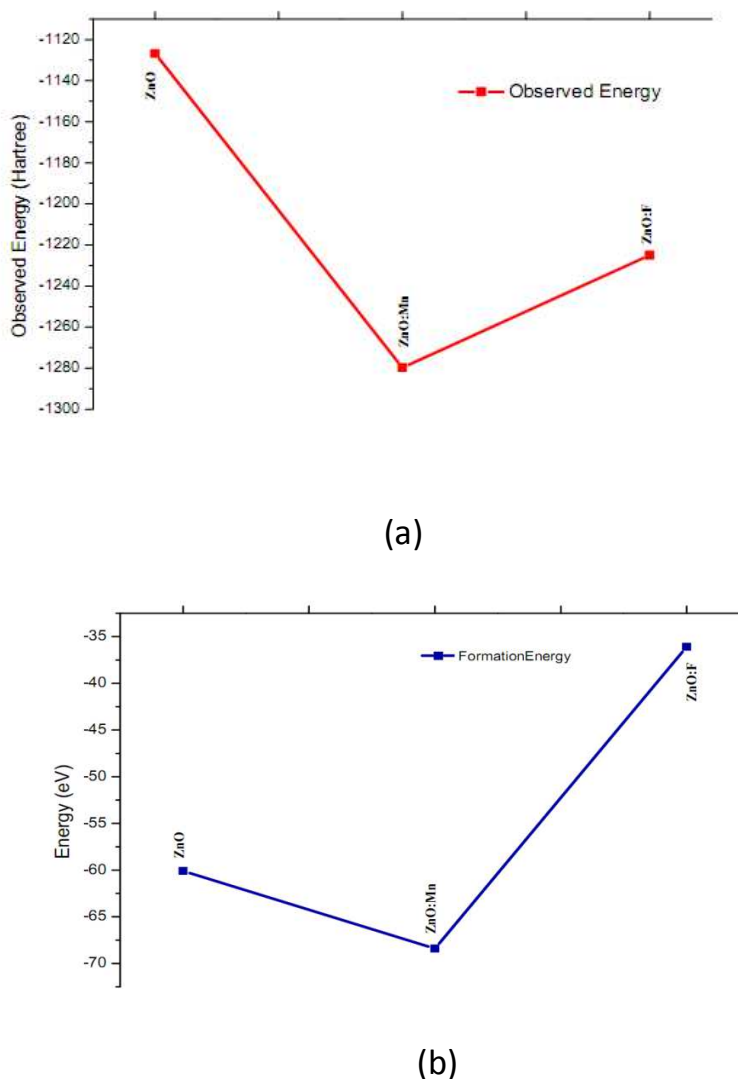 -1120
-1140
-1160
-1180
-1200
-1220
-1240
-1260
-1280
-1300
Observed Energy (Hartree)
ZnO
ZnO:Mn
ZnO:F
Observed Energy
(a)
-35
-40
-45
-50
-55
-60
-65
-70
Energy (eV)
ZnO
ZnO:Mn
ZnO:F
FormationEnergy
(b)